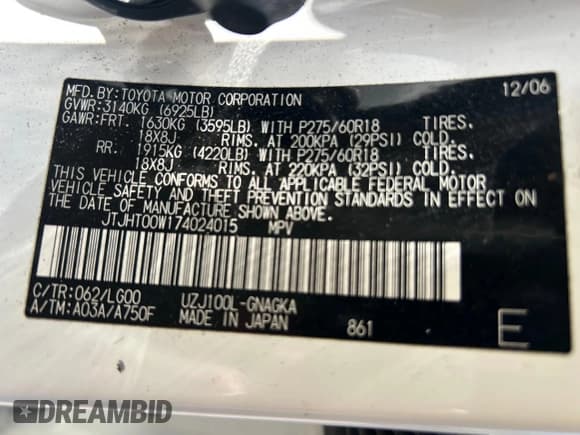 MFD. BY: TOYOTA MOTOR CORPORATION 12/06
GVWR: 3140KG (6925LB)
GAWR: FRT. 1630KG (3595LB) WITH P275/60R18 TIRES.
18X8J RIMS. AT 200KPA (29PSI) COLD.
RR. 1915KG (4220LB) WITH P275/60R18 TIRES.
18X8J RIMS. AT 220KPA (32PSI) COLD.
THIS VEHICLE CONFORMS TO ALL APPLICABLE FEDERAL MOTOR
VEHICLE SAFETY AND THEFT PREVENTION STANDARDS IN EFFECT ON
THE DATE OF MANUFACTURE SHOWN ABOVE.
JTJHT00W174024015 MPV
C/TR: 062/LG00 UZJ100L-GNAGKA
A/TM: A03A/A750F MADE IN JAPAN 861 E
DREAMBID